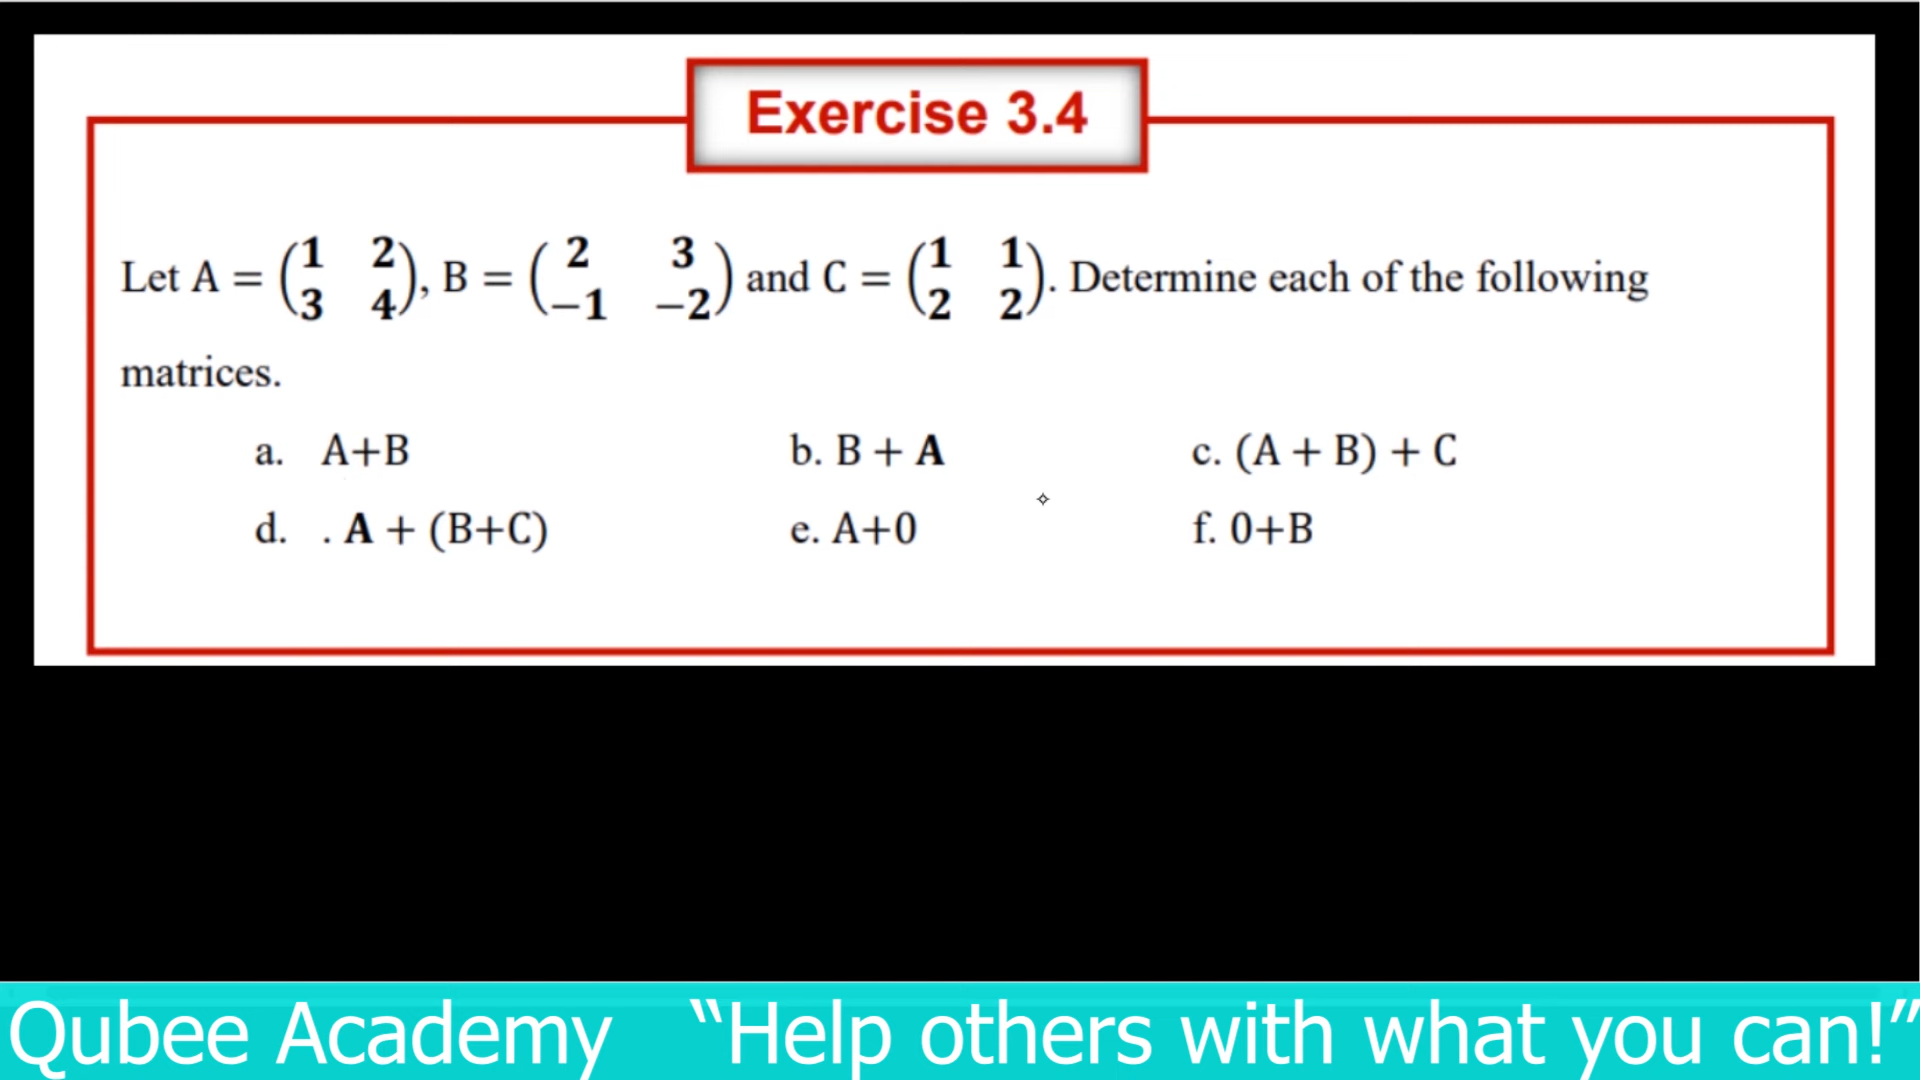 Exercise 3.4
Let A = (1 2 3 4), B = (2 3 −1 −2) and C = (1 1 2 2). Determine each of the following
matrices.
a. A+B b. B + A c. (A + B) + C
d. . A + (B+C) e. A+0 f. 0+B
Qubee Academy “Help others with what you can!”